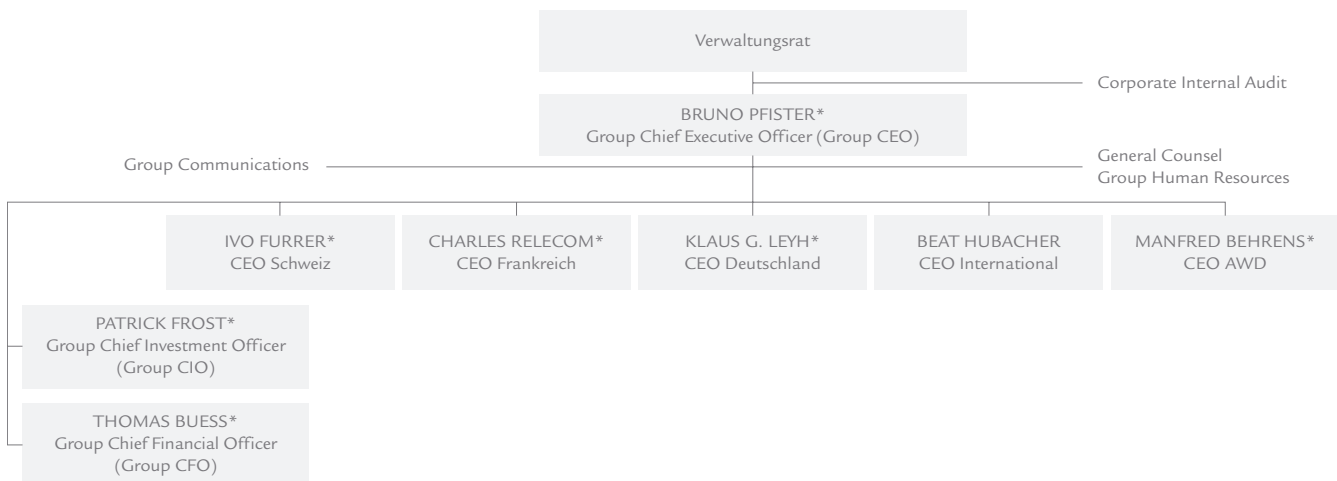 Verwaltungsrat
Corporate Internal Audit
BRUNO PFISTER*
Group Chief Executive Officer (Group CEO)
Group Communications
General Counsel
Group Human Resources
IVO FURRER*
CEO Schweiz
CHARLES RELECOM*
CEO Frankreich
KLAUS G. LEYH*
CEO Deutschland
BEAT HUBACHER
CEO International
MANFRED BEHRENS*
CEO AWD
PATRICK FROST*
Group Chief Investment Officer
(Group CIO)
THOMAS BUESS*
Group Chief Financial Officer
(Group CFO)